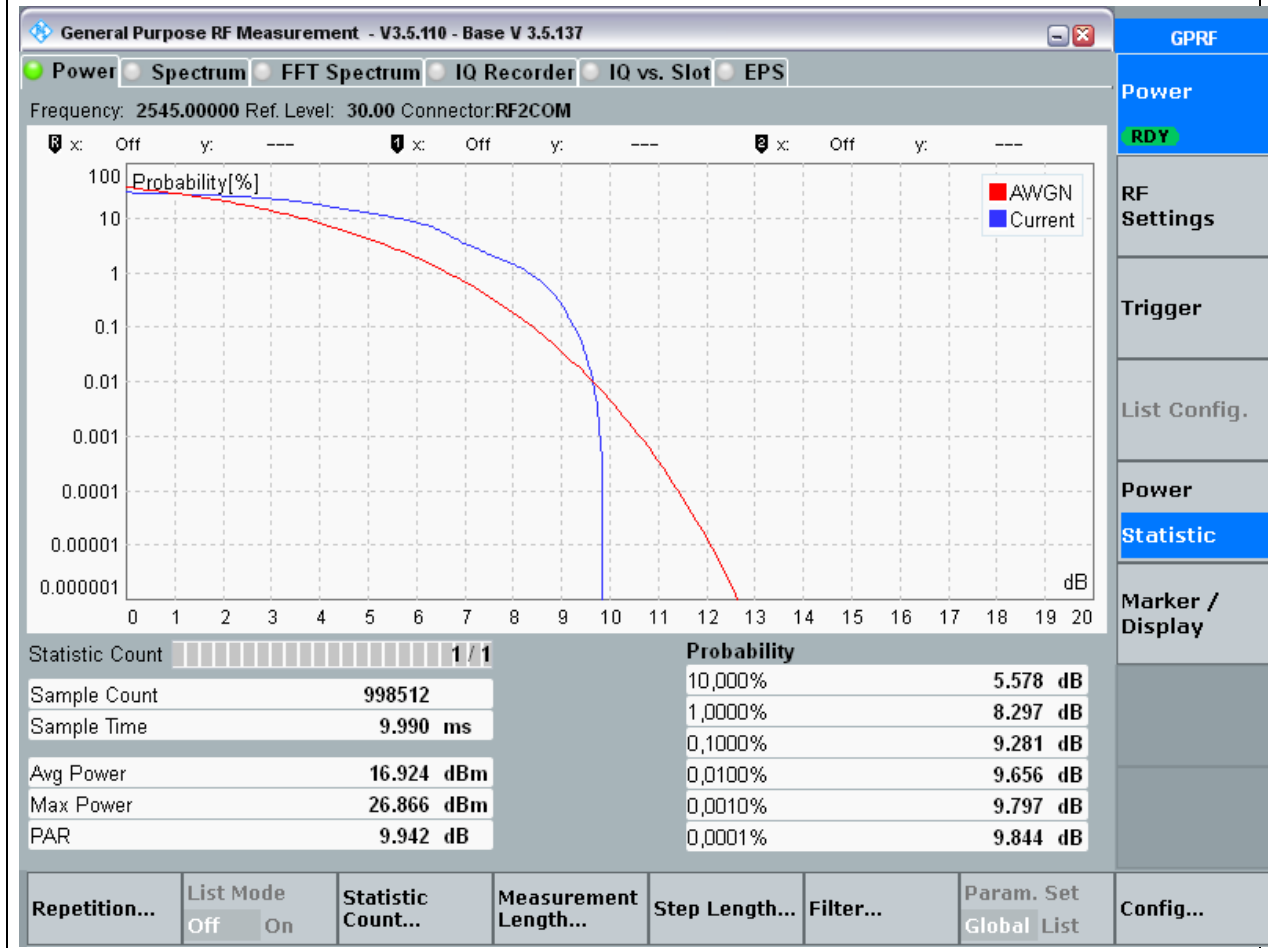 General Purpose RF Measurement - V3.5.110 - Base V 3.5.137
GPRF
Power Spectrum FFT Spectrum IQ Recorder IQ vs. Slot EPS
Frequency: 2545.00000 Ref. Level: 30.00 Connector:RF2COM
R x: Off y: --- 1 x: Off y: --- 2 x: Off y: ---
Probability[%]
AWGN
Current
100
10
1
0.1
0.01
0.001
0.0001
0.00001
0.000001
dB
0 1 2 3 4 5 6 7 8 9 10 11 12 13 14 15 16 17 18 19 20
Statistic Count 1 / 1
Sample Count 998512
Sample Time 9.990 ms
Avg Power 16.924 dBm
Max Power 26.866 dBm
PAR 9.942 dB
Probability
10,000% 5.578 dB
1,0000% 8.297 dB
0,1000% 9.281 dB
0,0100% 9.656 dB
0,0010% 9.797 dB
0,0001% 9.844 dB
Power
RDY
RF
Settings
Trigger
List Config.
Power
Statistic
Marker /
Display
Repetition...
List Mode
Off On
Statistic
Count...
Measurement
Length...
Step Length...
Filter...
Param. Set
Global List
Config...